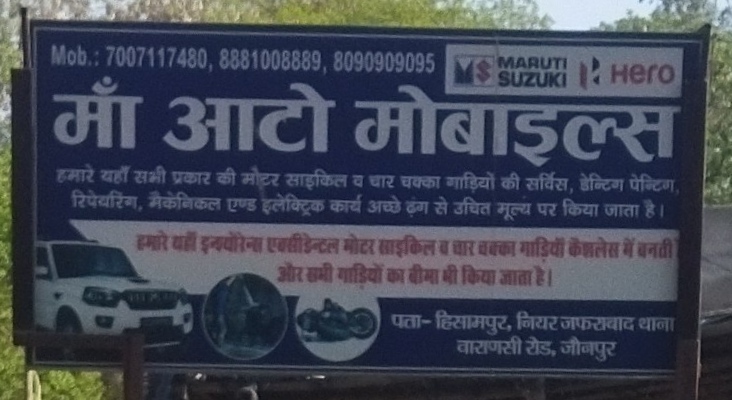 Mob.: 7007117480, 8881008889, 8090909095
MARUTI SUZUKI
Hero
माँ आटो मोबाइल्स
हमारे यहाँ सभी प्रकार की मोटर साइकिल व चार चक्का गाड़ियों की सर्विस, डेन्टिग पेन्टिग,
रिपेयरिंग, मैकेनिकल एण्ड इलेक्ट्रिक कार्य अच्छे ढ़ंग से उचित मूल्य पर किया जाता है।
हमारे यहाँ इन्श्योरेन्स एक्सीडेन्टल मोटर साइकिल व चार चक्का गाड़ियाँ कैशलेस में बनती
और सभी गाड़ियों का बीमा भी किया जाता है।
पता- हिसामपुर, नियर जफराबाद थाना
वाराणसी रोड, जौनपुर